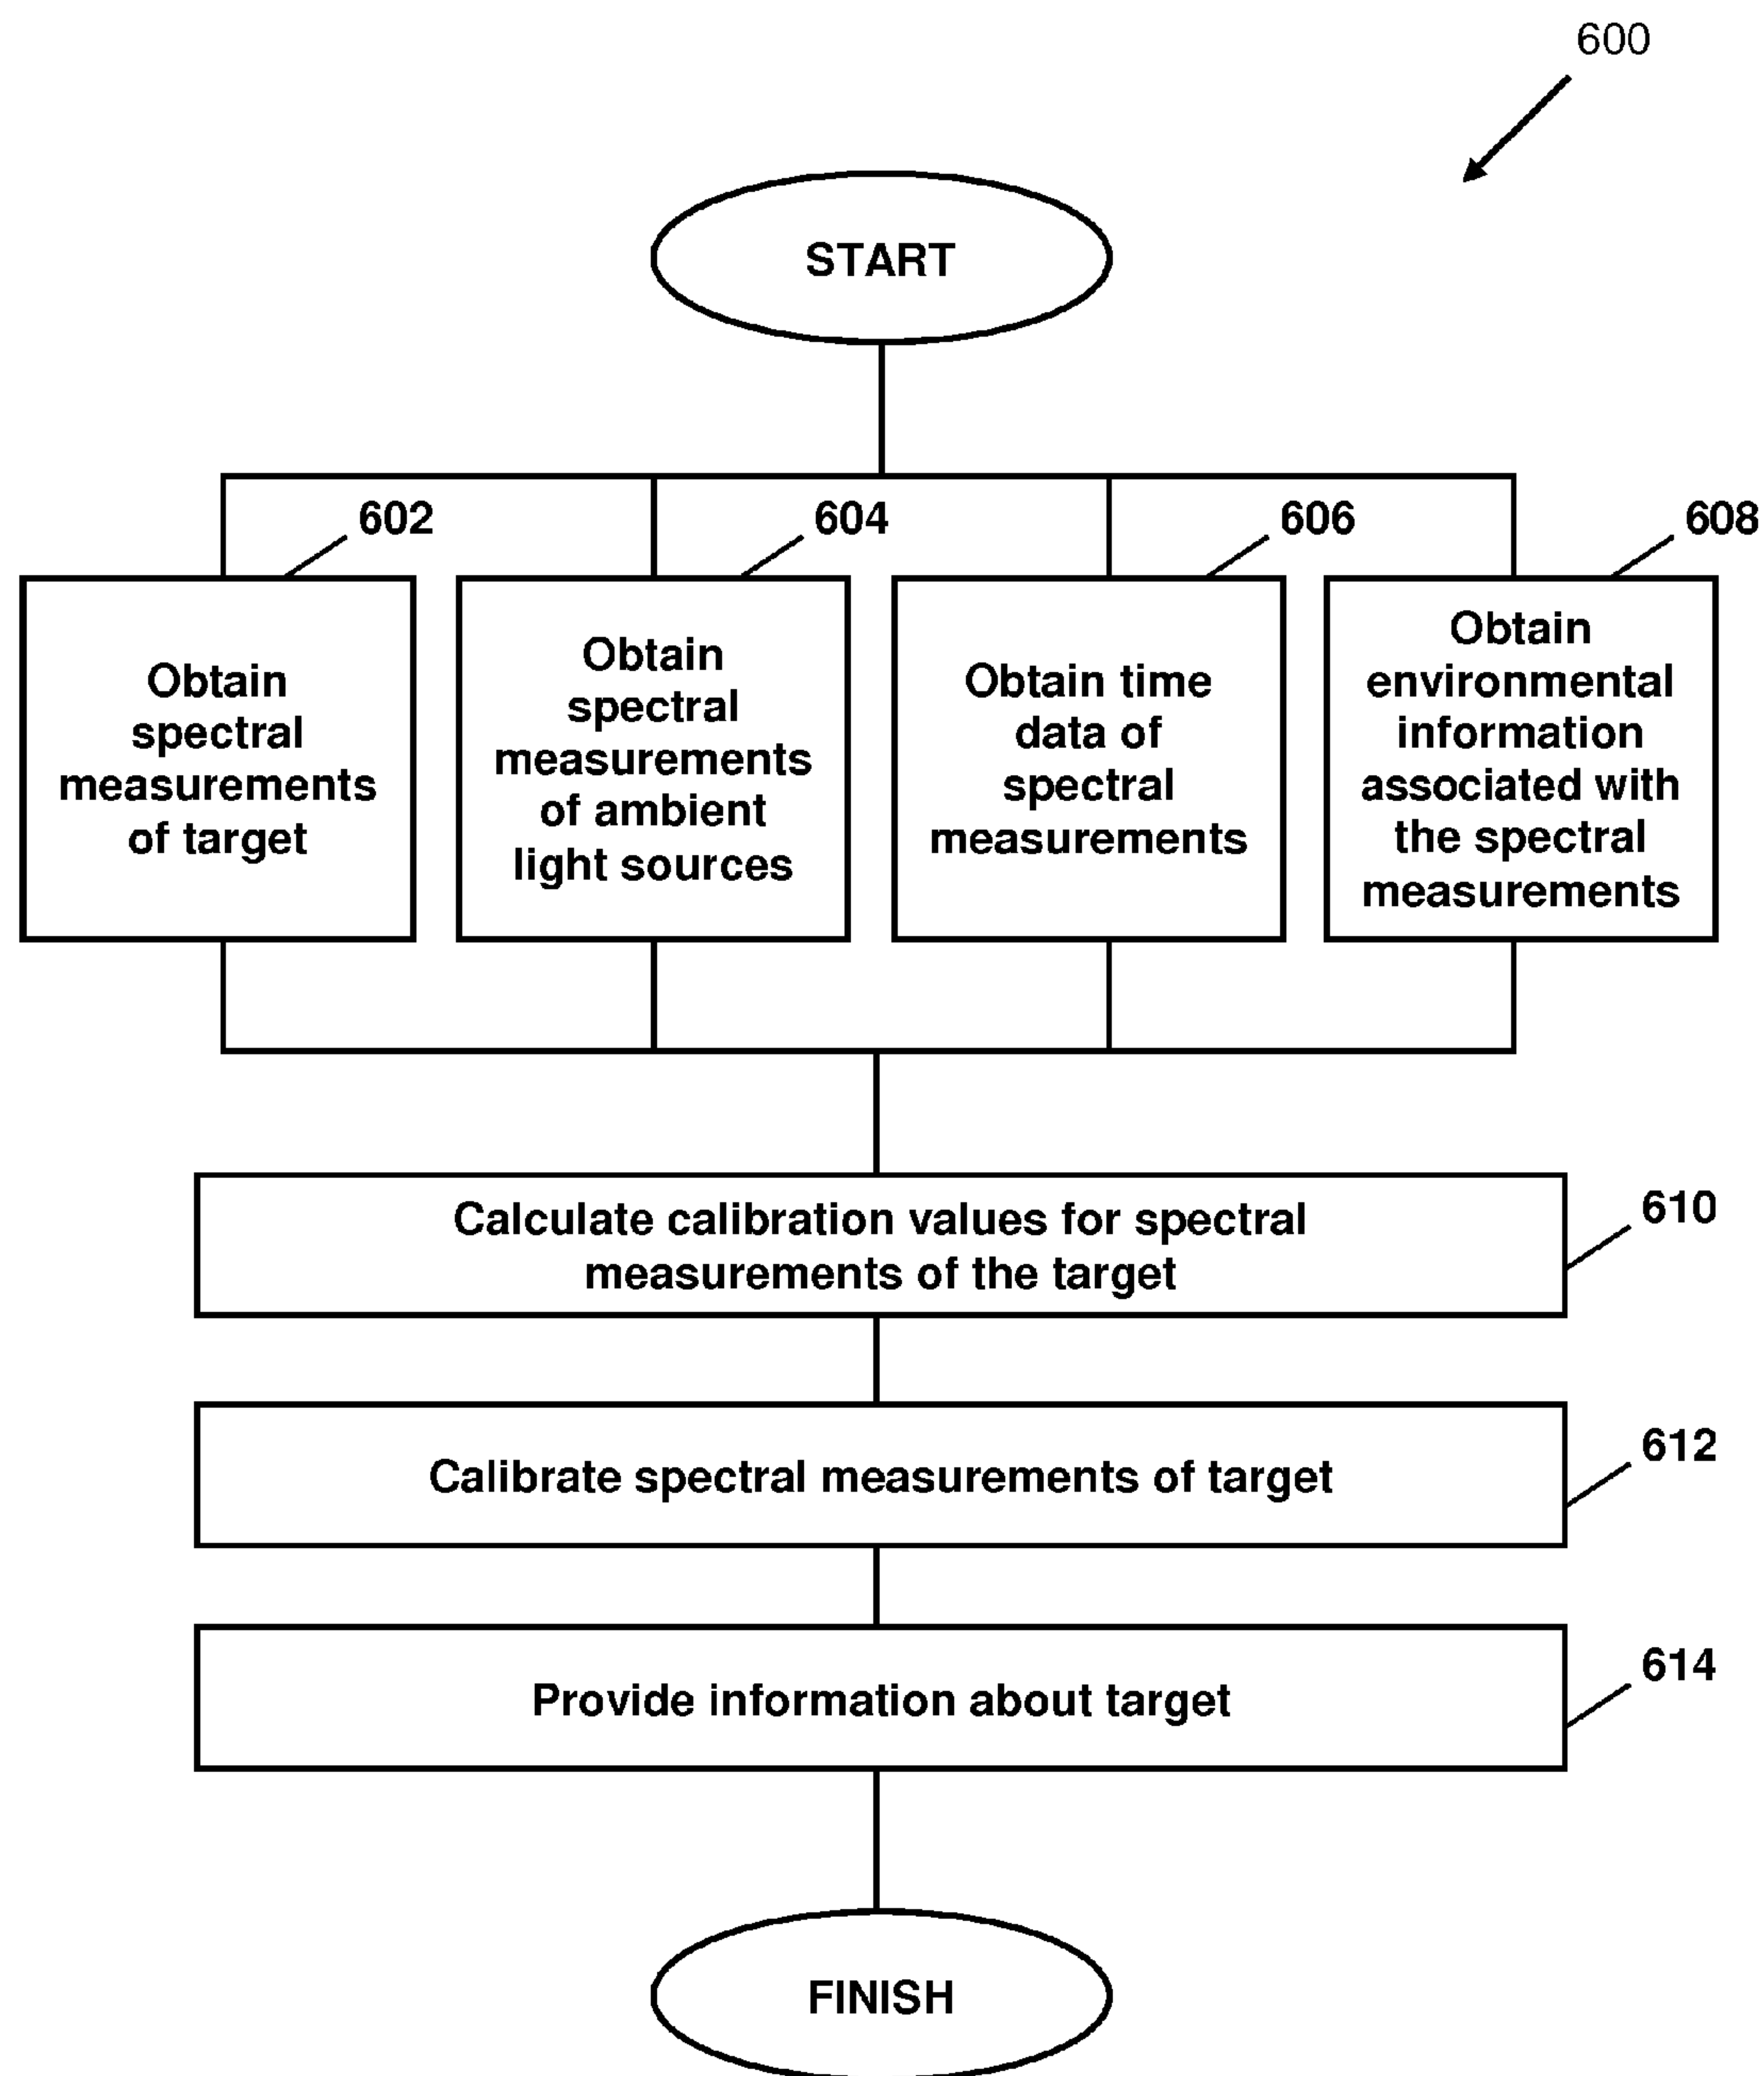 600
START
602
604
606
608
Obtain
spectral
measurements
of target
Obtain
spectral
measurements
of ambient
light sources
Obtain time
data of
spectral
measurements
Obtain
environmental
information
associated with
the spectral
measurements
Calculate calibration values for spectral
measurements of the target
610
Calibrate spectral measurements of target
612
Provide information about target
614
FINISH